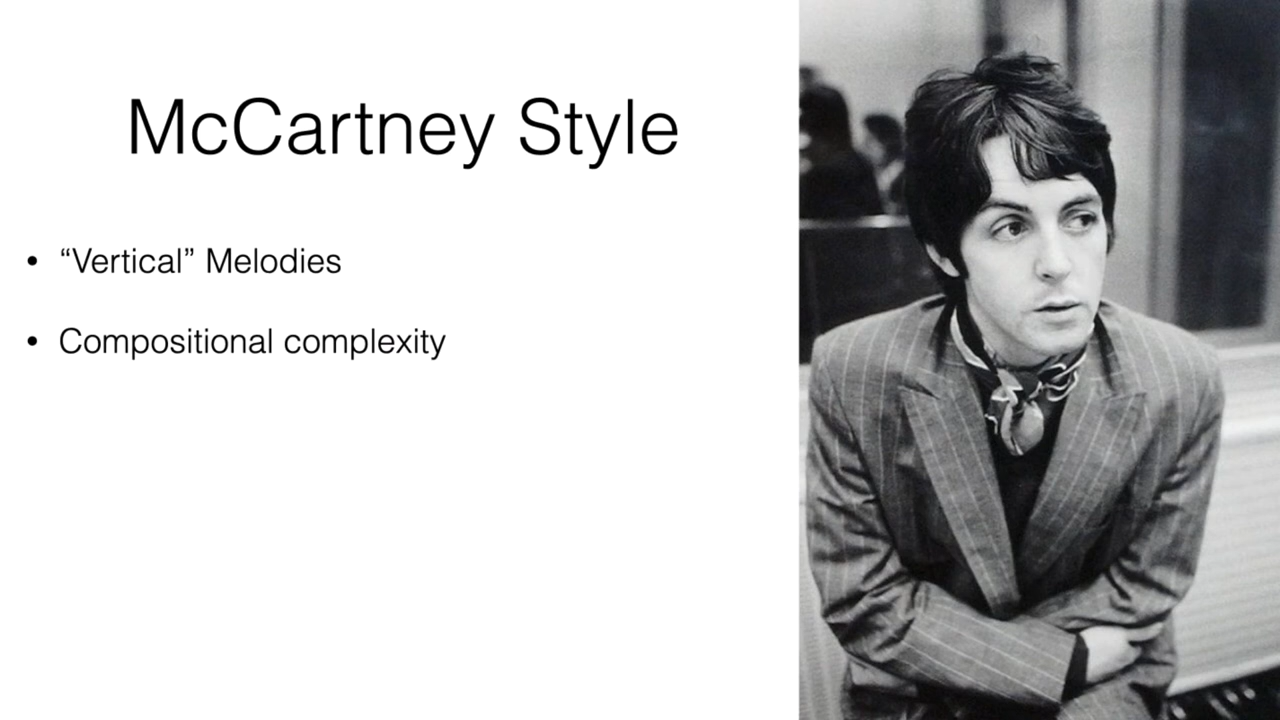 McCartney Style
• “Vertical” Melodies
• Compositional complexity